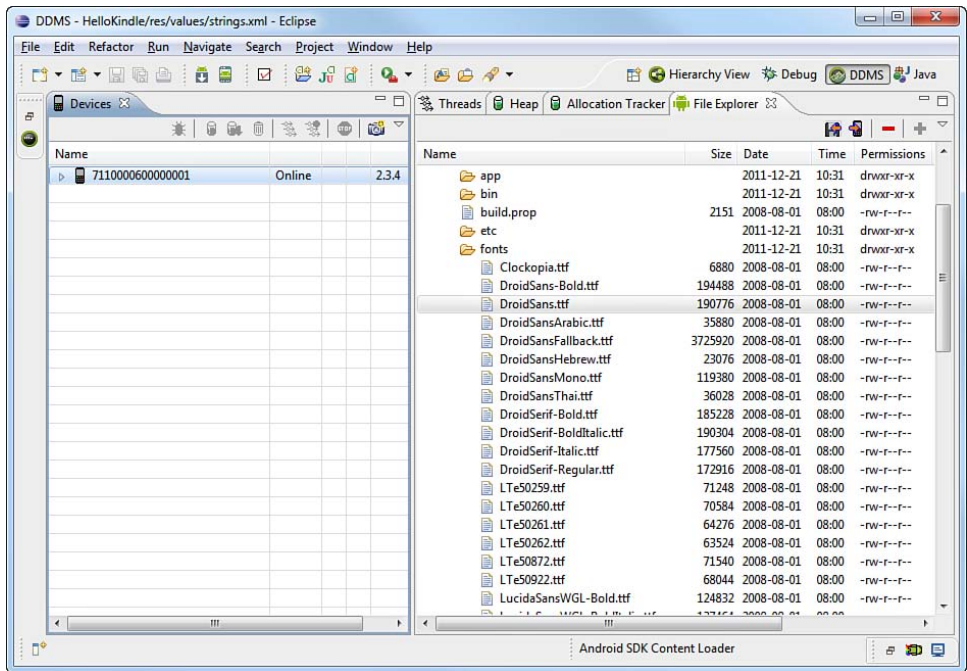 DDMS - HelloKindle/res/values/strings.xml - Eclipse
File Edit Refactor Run Navigate Search Project Window Help
Hierarchy View Debug DDMS Java
Devices
Threads Heap Allocation Tracker File Explorer
Name
7110000600000001 Online 2.3.4
Name Size Date Time Permissions
app 2011-12-21 10:31 drwxr-xr-x
bin 2011-12-21 10:31 drwxr-xr-x
build.prop 2151 2008-08-01 08:00 -rw-r--r--
etc 2011-12-21 10:31 drwxr-xr-x
fonts 2011-12-21 10:31 drwxr-xr-x
Clockopia.ttf 6880 2008-08-01 08:00 -rw-r--r--
DroidSans-Bold.ttf 194488 2008-08-01 08:00 -rw-r--r--
DroidSans.ttf 190776 2008-08-01 08:00 -rw-r--r--
DroidSansArabic.ttf 35880 2008-08-01 08:00 -rw-r--r--
DroidSansFallback.ttf 3725920 2008-08-01 08:00 -rw-r--r--
DroidSansHebrew.ttf 23076 2008-08-01 08:00 -rw-r--r--
DroidSansMono.ttf 119380 2008-08-01 08:00 -rw-r--r--
DroidSansThai.ttf 36028 2008-08-01 08:00 -rw-r--r--
DroidSerif-Bold.ttf 185228 2008-08-01 08:00 -rw-r--r--
DroidSerif-BoldItalic.ttf 190304 2008-08-01 08:00 -rw-r--r--
DroidSerif-Italic.ttf 177560 2008-08-01 08:00 -rw-r--r--
DroidSerif-Regular.ttf 172916 2008-08-01 08:00 -rw-r--r--
LTe50259.ttf 71248 2008-08-01 08:00 -rw-r--r--
LTe50260.ttf 70584 2008-08-01 08:00 -rw-r--r--
LTe50261.ttf 64276 2008-08-01 08:00 -rw-r--r--
LTe50262.ttf 63524 2008-08-01 08:00 -rw-r--r--
LTe50872.ttf 71540 2008-08-01 08:00 -rw-r--r--
LTe50922.ttf 68044 2008-08-01 08:00 -rw-r--r--
LucidaSansWGL-Bold.ttf 124832 2008-08-01 08:00 -rw-r--r--
Android SDK Content Loader